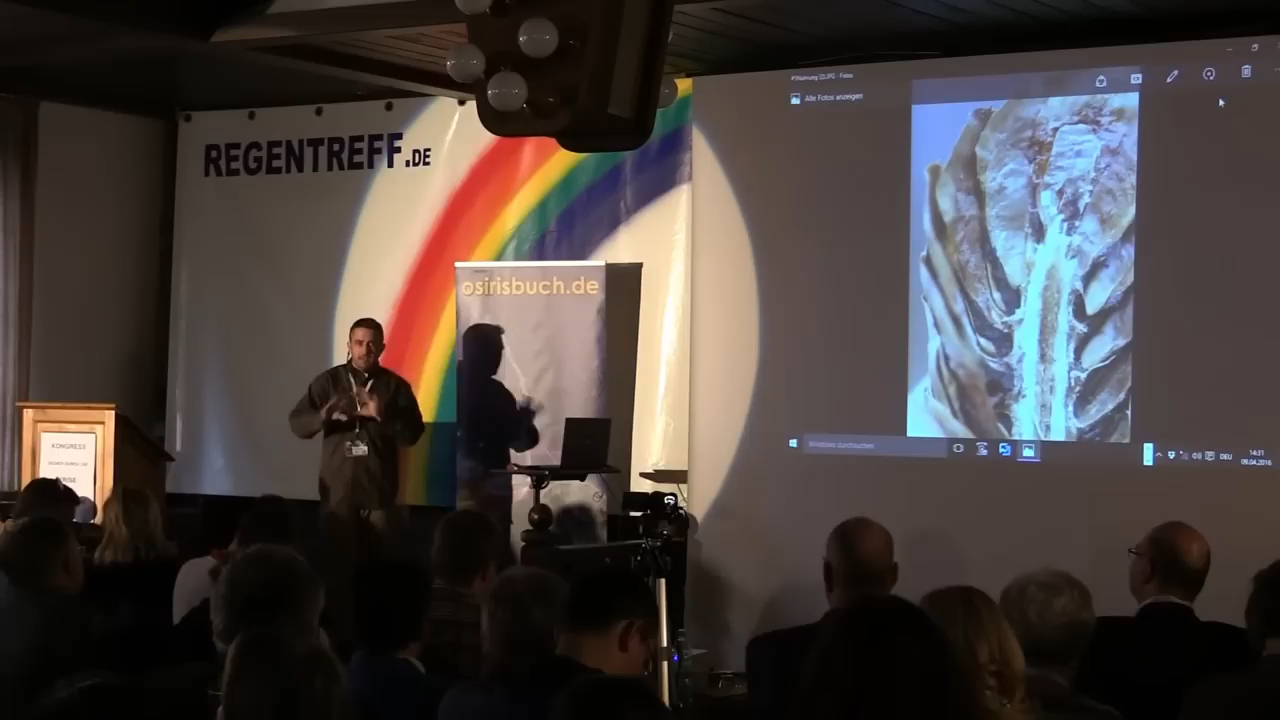 REGENTREFF.DE
osirisbuch.de
KONGRESS
Alle Fotos anzeigen
Windows durchsuchen
DEU
14:31
09.04.2016